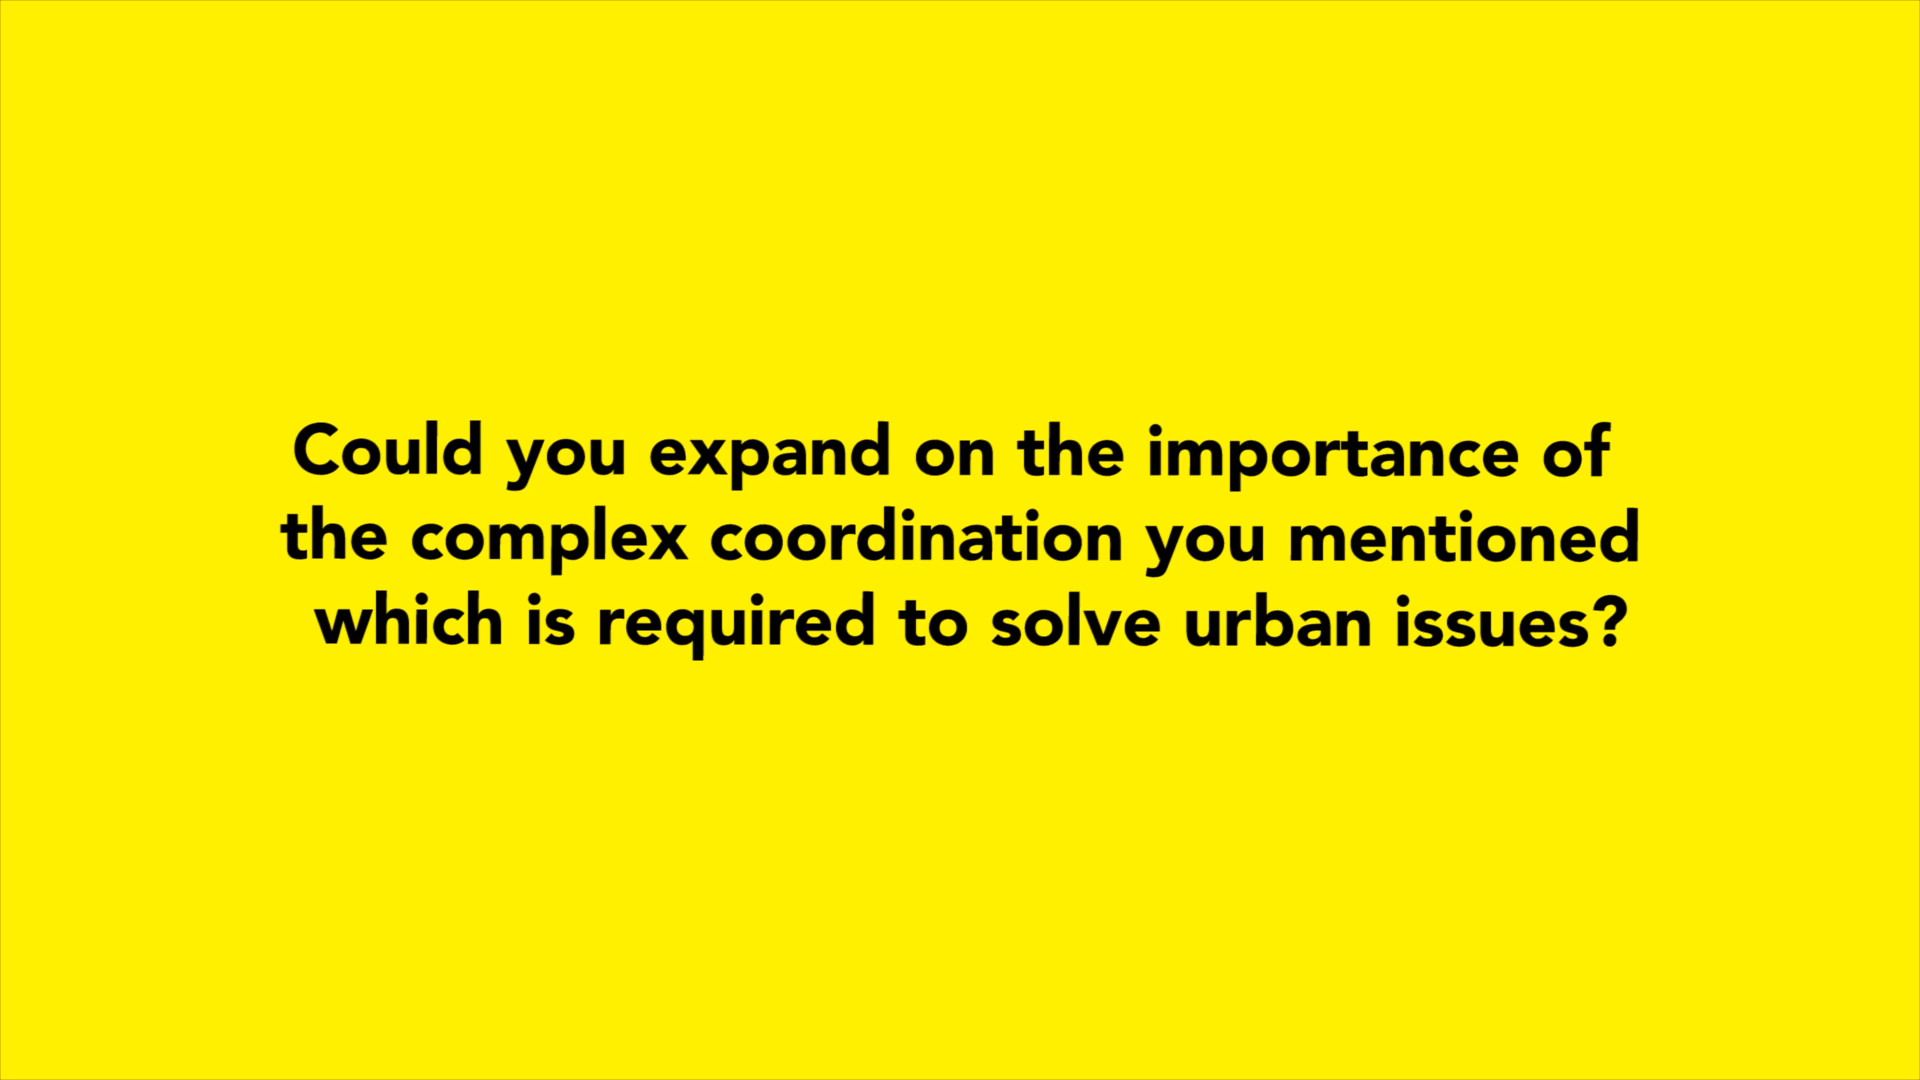 Could you expand on the importance of
the complex coordination you mentioned
which is required to solve urban issues?